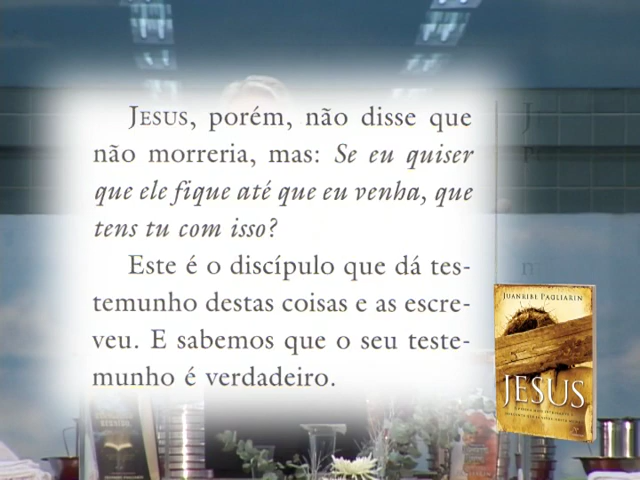 JESUS, porém, não disse que
não morreria, mas: Se eu quiser
que ele fique até que eu venha, que
tens tu com isso?
Este é o discípulo que dá tes-
temunho destas coisas e as escre-
veu. E sabemos que o seu teste-
munho é verdadeiro.
JUANRIBE PAGLIARIN
JESUS